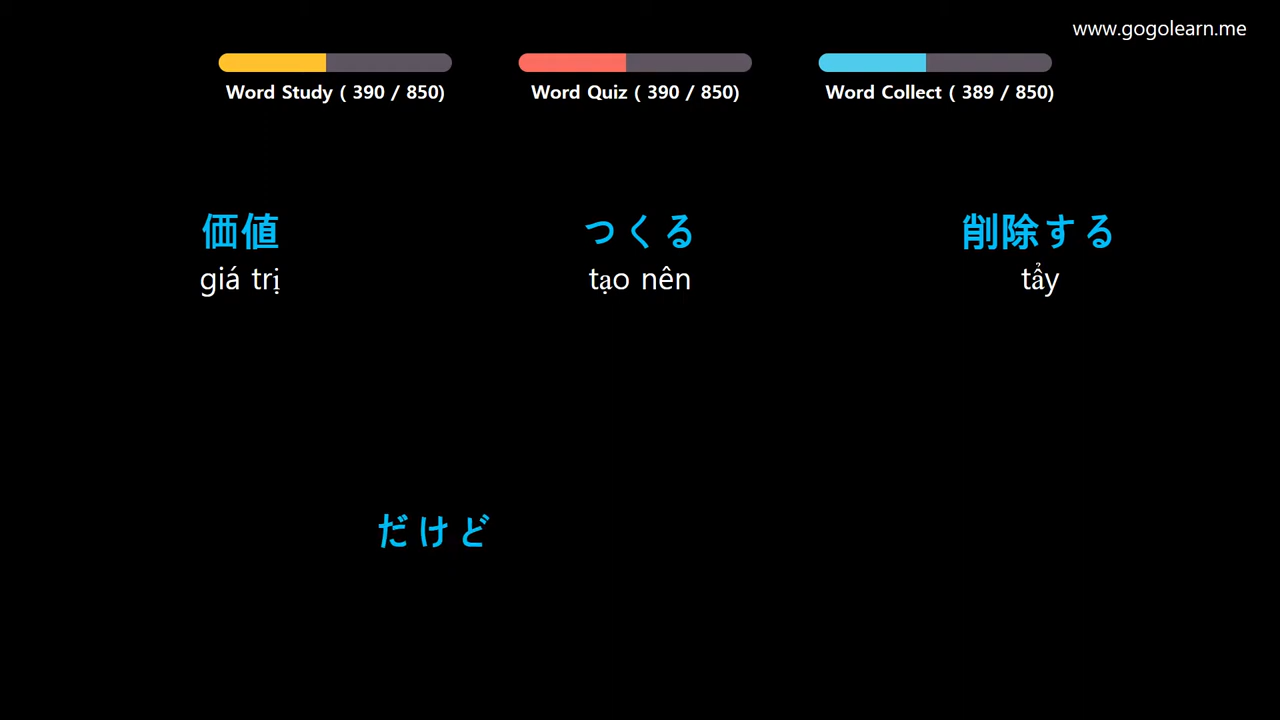 www.gogolearn.me
Word Study ( 390 / 850)
Word Quiz ( 390 / 850)
Word Collect ( 389 / 850)
価値
giá trị
つくる
tạo nên
削除する
tẩy
だけど